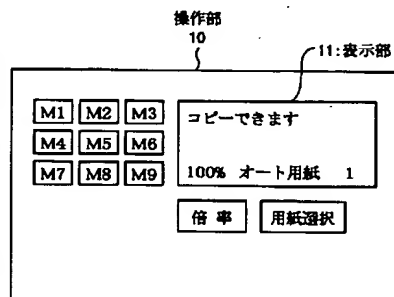 操作部
10
11:表示部
M1 M2 M3
M4 M5 M6
M7 M8 M9
コピーできます
100% オート用紙 1
倍率 用紙選択